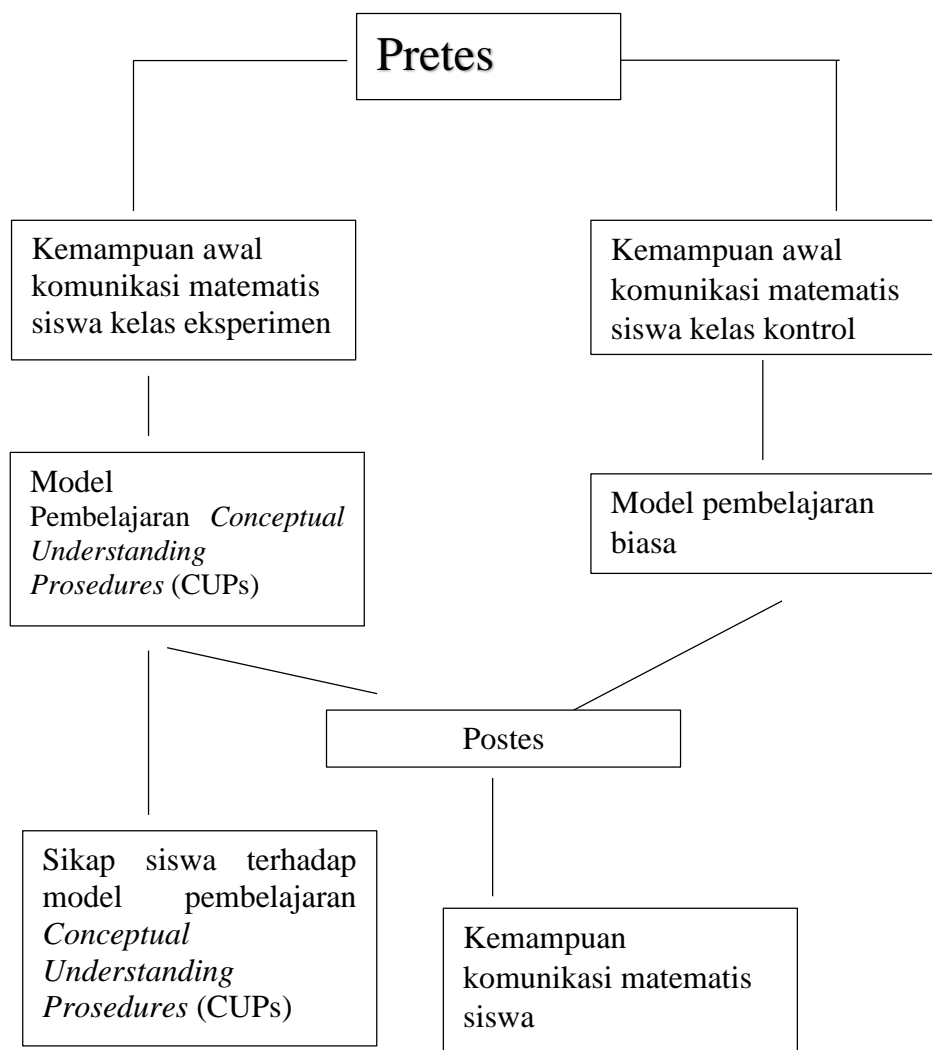 Pretes
Kemampuan awal
komunikasi matematis
siswa kelas eksperimen
Kemampuan awal
komunikasi matematis
siswa kelas kontrol
Model
Pembelajaran Conceptual
Understanding
Prosedures (CUPs)
Model pembelajaran
biasa
Postes
Sikap siswa terhadap
model pembelajaran
Conceptual
Understanding
Prosedures (CUPs)
Kemampuan
komunikasi matematis
siswa